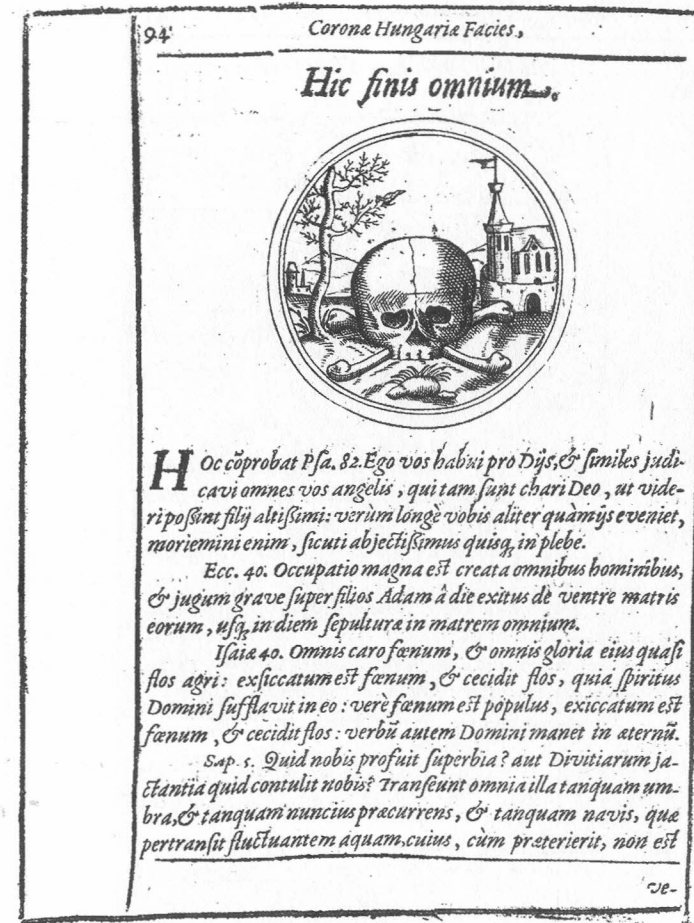 94
Coronæ Hungariæ Facies,
Hic finis omnium.
HOc cõprobat Psa. 82. Ego vos habui pro Dijs, & similes judi-
cavi omnes vos angelis, qui tam sunt chari Deo, ut vide-
ri possint filij altissimi: verùm longè vobis aliter quàm ijs eveniet,
moriemini enim, sicuti abjectissimus quisq; in plebe.
Ecc. 40. Occupatio magna est creata omnibus hominibus,
& jugum grave super filios Adam â die exitus de ventre matris
eorum, usq; in diem sepulturæ in matrem omnium.
Isaiæ 40. Omnis caro fœnum, & omnis gloria eius quasi
flos agri: exsiccatum est fœnum, & cecidit flos, quia spiritus
Domini sufflavit in eo: verè fœnum est populus, exiccatum est
fœnum, & cecidit flos: verbũ autem Domini manet in æternũ.
Sap. 5. Quid nobis profuit superbia? aut Divitiarum ja-
ctantia quid contulit nobis? Transeunt omnia illa tanquam um-
bra, & tanquam nuncius præcurrens, & tanquam navis, quæ
pertransit fluctuantem aquam, cuius, cùm præterierit, non est
ve-